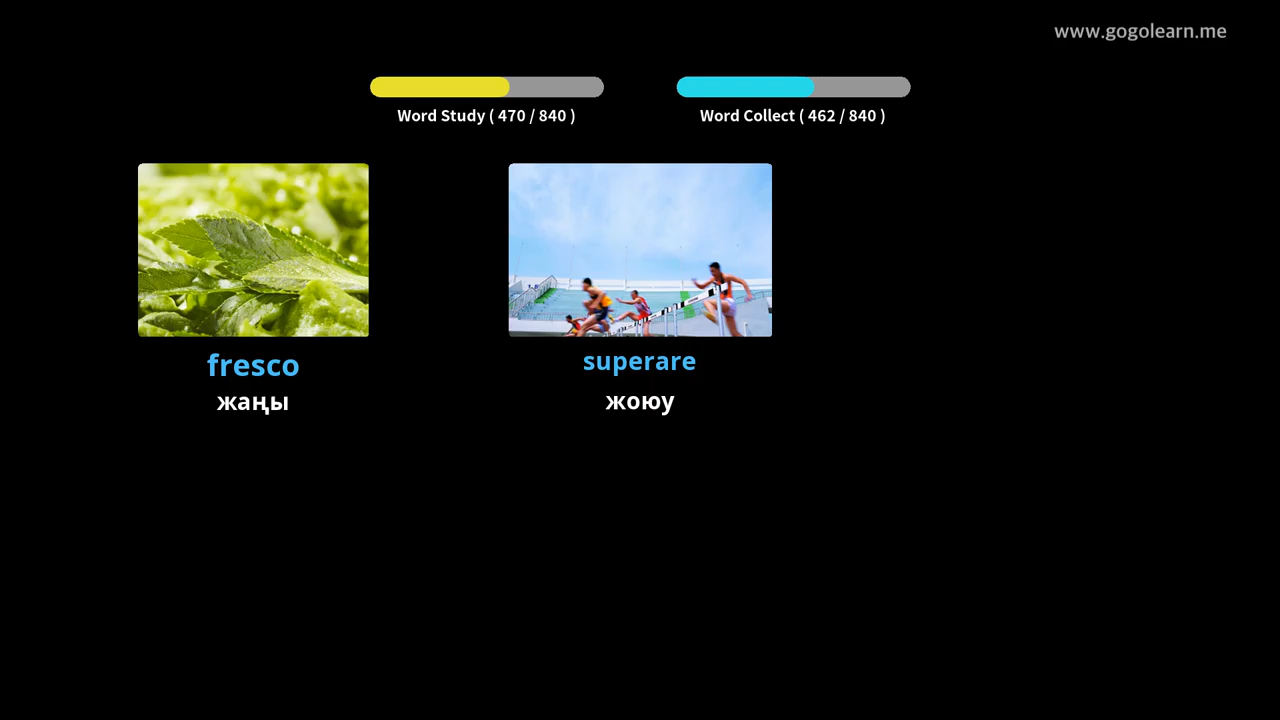 www.gogolearn.me
Word Study ( 470 / 840 )
Word Collect ( 462 / 840 )
fresco
жаңы
superare
жоюу